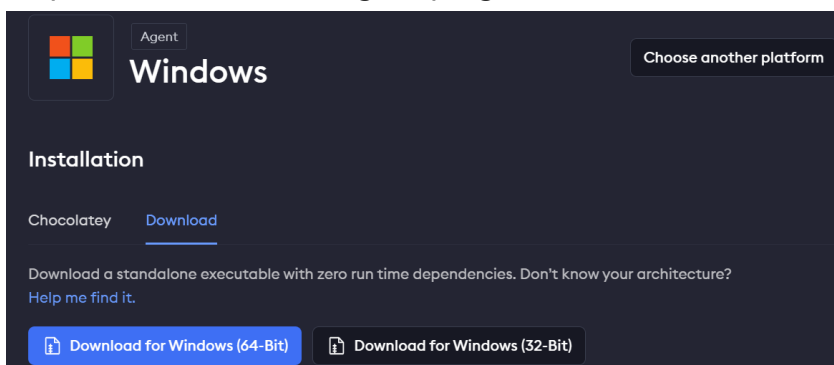 Agent
Windows
Choose another platform
Installation
Chocolatey Download
Download a standalone executable with zero run time dependencies. Don't know your architecture?
Help me find it.
Download for Windows (64-Bit) Download for Windows (32-Bit)